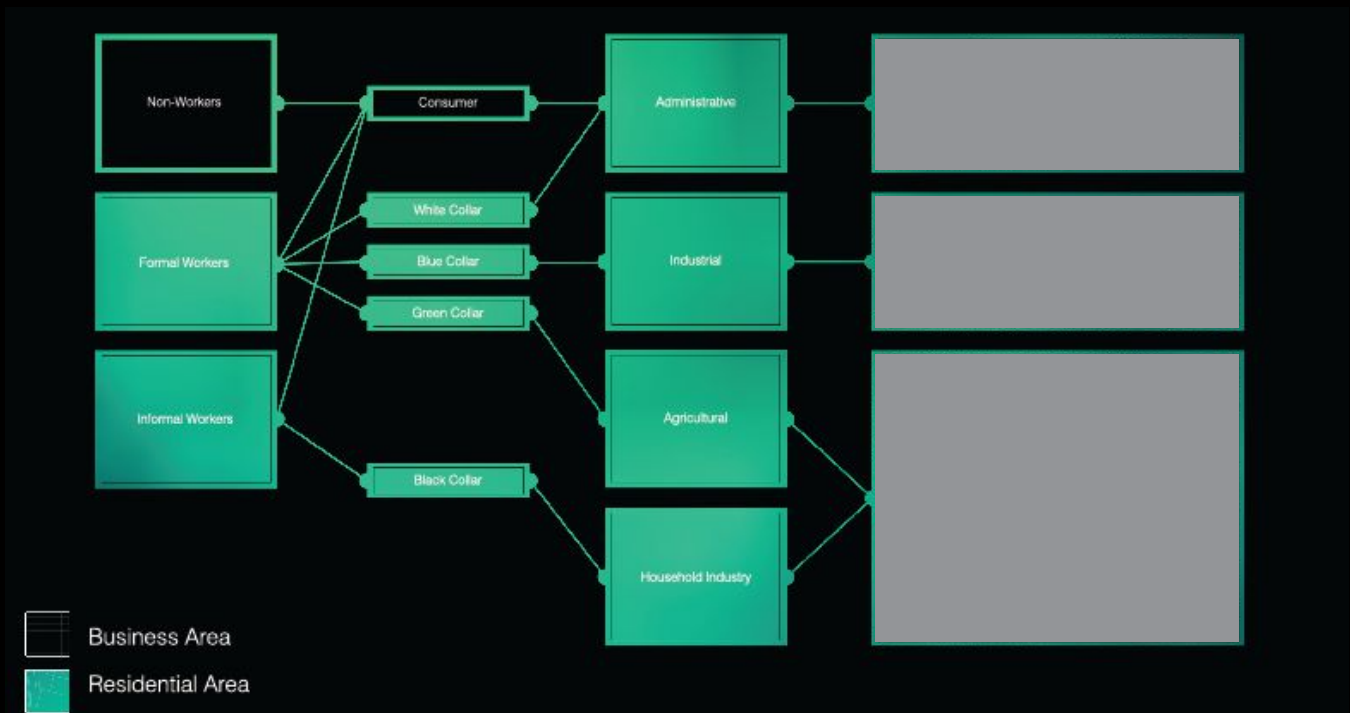 Non-Workers
Consumer
Administrative
White Collar
Formal Workers
Blue Collar
Industrial
Green Collar
Informal Workers
Agricultural
Black Collar
Household Industry
Business Area
Residential Area